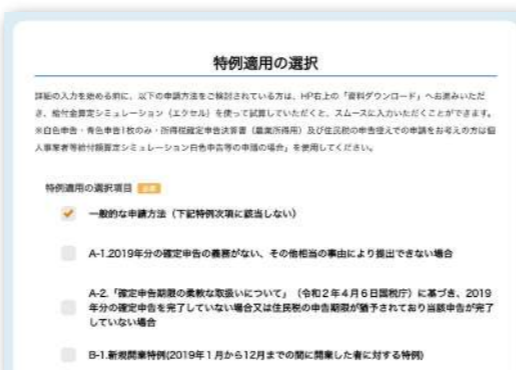 特例適用の選択
詳細の入力を始める前に、以下の申請方法をご検討されている方は、HP右上の「資料ダウンロード」へお進みいただ
き、給付金算定シミュレーション（エクセル）を使って試算していただくと、スムーズに入力いただくことができます。
※白色申告・青色申告1枚のみ・所得税確定申告決算書（農業所得用）及び住民税の申告控えでの申請をお考えの方は個
人事業者等給付額算定シミュレーション白色申告等の申請の場合」を使用してください。
特例適用の選択項目 必須
一般的な申請方法（下記特例次項に該当しない）
A-1.2019年分の確定申告の義務がない、その他相当の事由により提出できない場合
A-2.「確定申告期限の柔軟な取扱いについて」（令和２年４月６日国税庁）に基づき、2019
年分の確定申告を完了していない場合又は住民税の申告期限が猶予されており当該申告が完了
していない場合
B-1.新規開業特例(2019年１月から12月までの間に開業した者に対する特例)